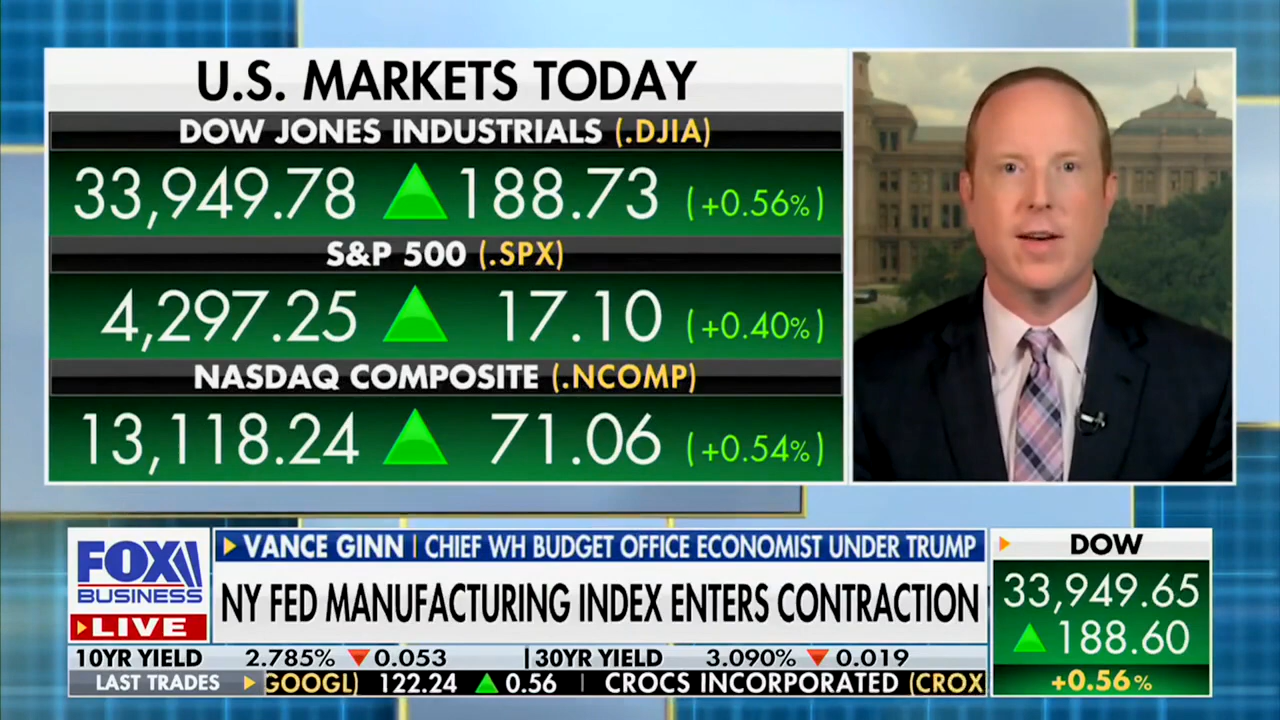 U.S. MARKETS TODAY
DOW JONES INDUSTRIALS (.DJIA)
33,949.78 ▲ 188.73 (+0.56%)
S&P 500 (.SPX)
4,297.25 ▲ 17.10 (+0.40%)
NASDAQ COMPOSITE (.NCOMP)
13,118.24 ▲ 71.06 (+0.54%)
FOX
BUSINESS
LIVE
VANCE GINN | CHIEF WH BUDGET OFFICE ECONOMIST UNDER TRUMP
NY FED MANUFACTURING INDEX ENTERS CONTRACTION
DOW
33,949.65
▲ 188.60
+0.56%
10YR YIELD 2.785% ▼ 0.053 | 30YR YIELD 3.090% ▼ 0.019
LAST TRADES GOOGL) 122.24 ▲ 0.56 | CROCS INCORPORATED (CROX